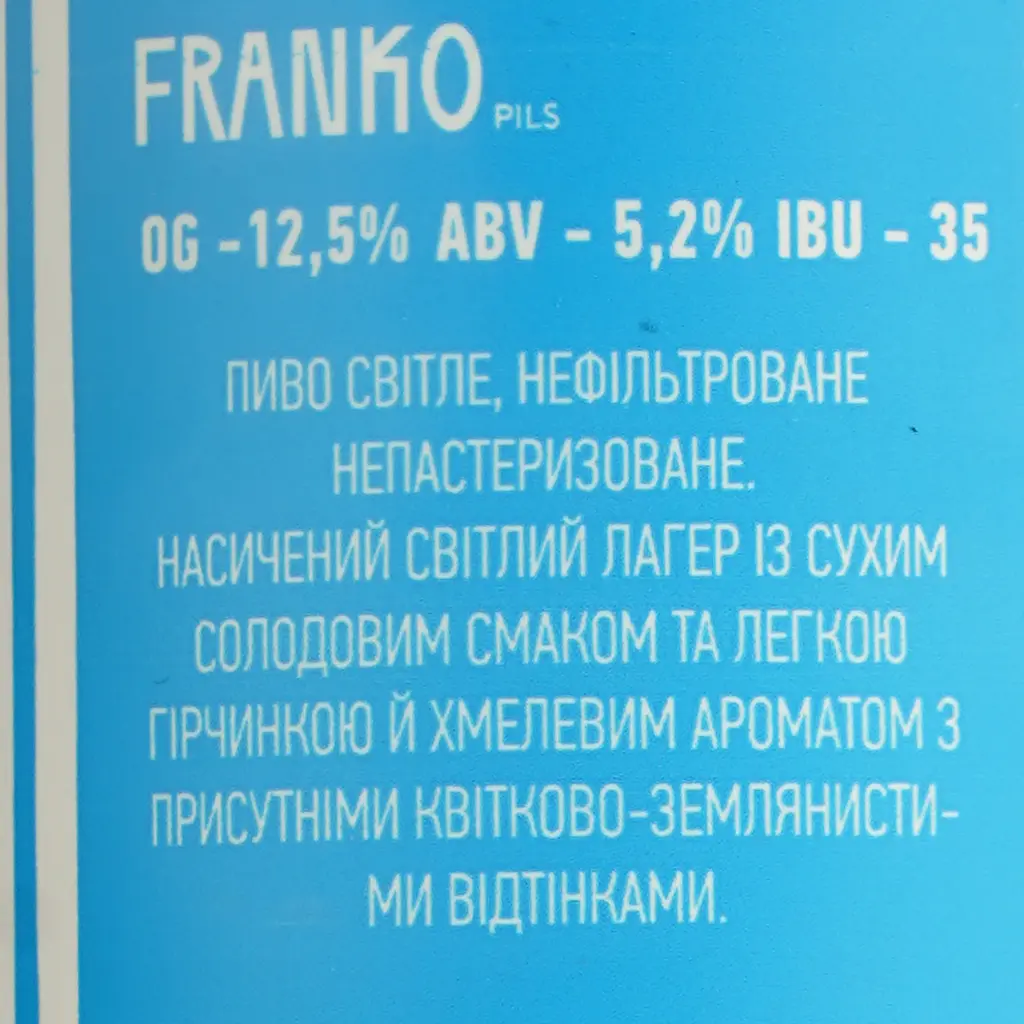 FRANKO PILS
OG -12,5% ABV - 5,2% IBU - 35
ПИВО СВІТЛЕ, НЕФІЛЬТРОВАНЕ
НЕПАСТЕРИЗОВАНЕ.
НАСИЧЕНИЙ СВІТЛИЙ ЛАГЕР ІЗ СУХИМ
СОЛОДОВИМ СМАКОМ ТА ЛЕГКОЮ
ГІРЧИНКОЮ Й ХМЕЛЕВИМ АРОМАТОМ З
ПРИСУТНІМИ КВІТКОВО-ЗЕМЛЯНИСТИ-
МИ ВІДТІНКАМИ.